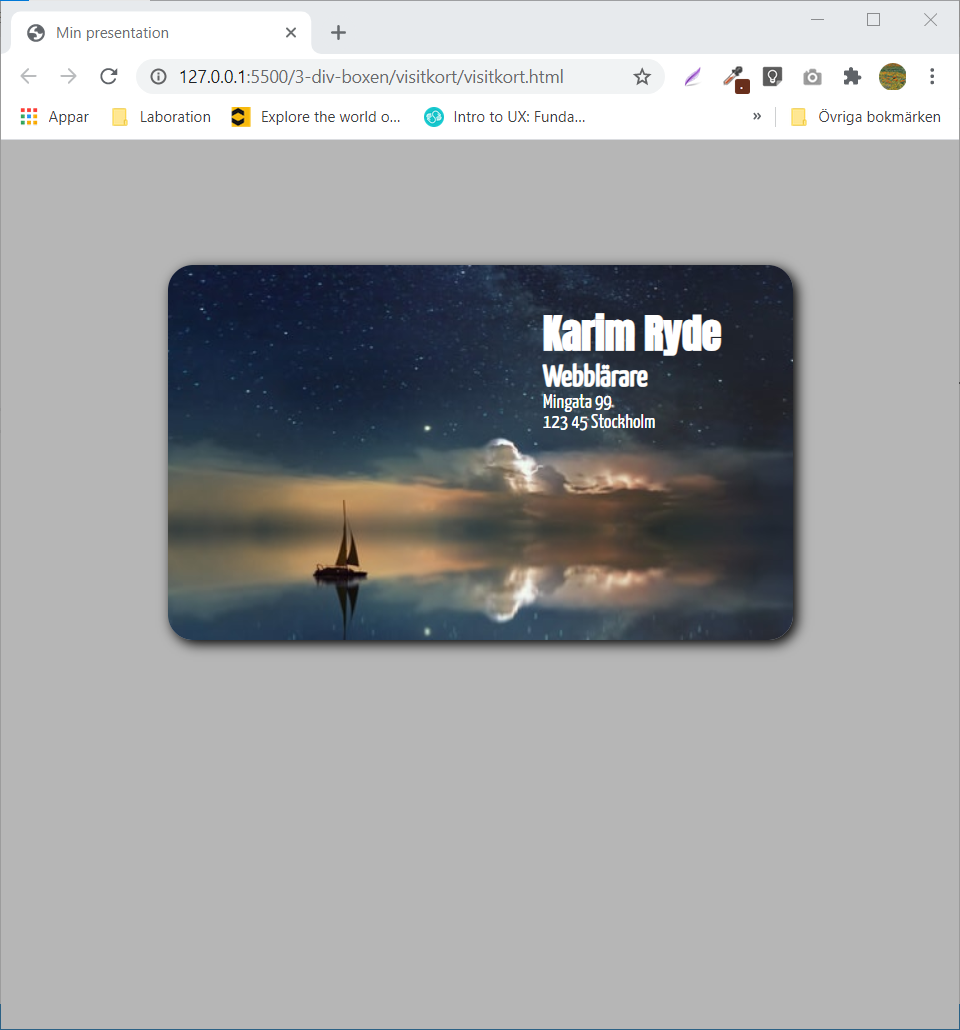 Min presentation
127.0.0.1:5500/3-div-boxen/visitkort/visitkort.html
Appar Laboration Explore the world o... Intro to UX: Funda... » Övriga bokmärken
Karim Ryde
Webblärare
Mingata 99
123 45 Stockholm